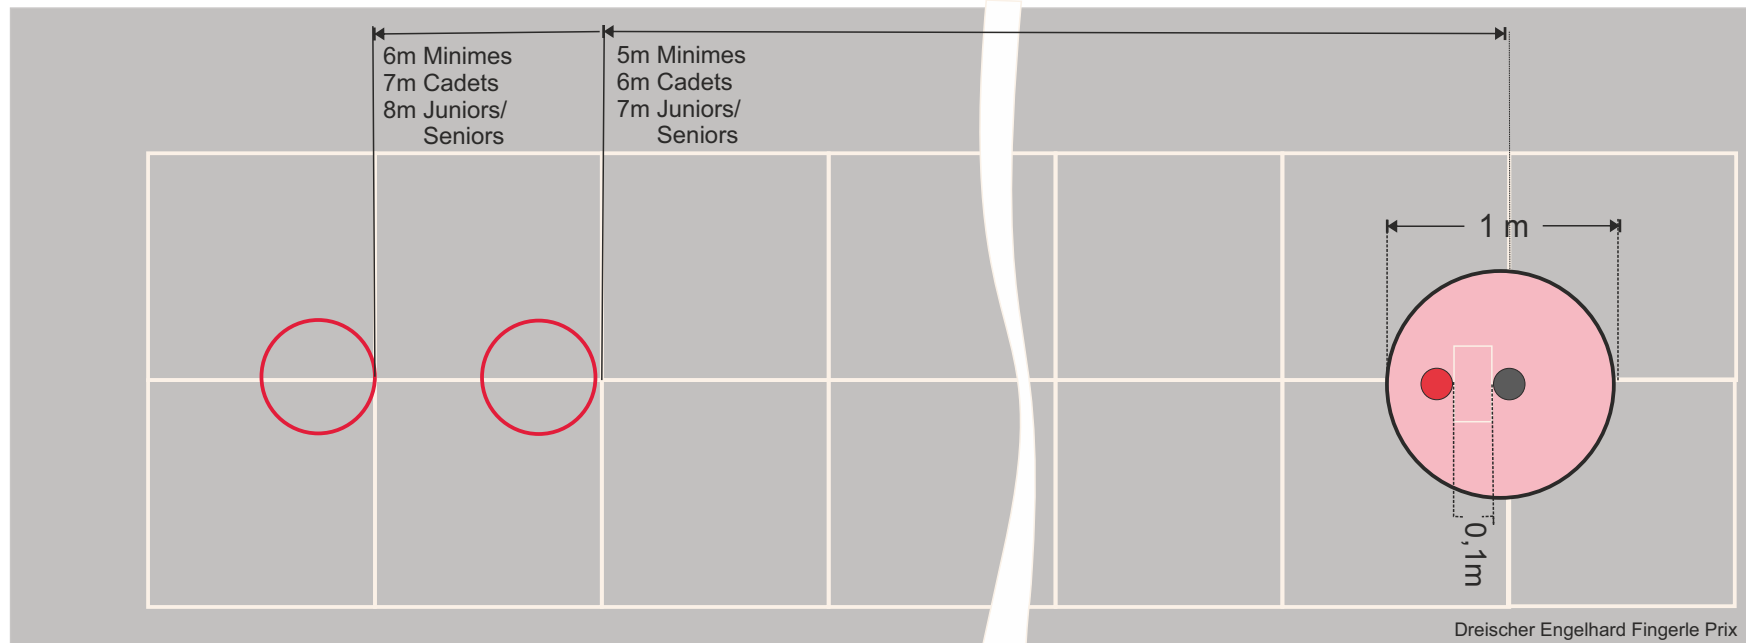 6m Minimes
7m Cadets
8m Juniors/
Seniors
5m Minimes
6m Cadets
7m Juniors/
Seniors
1 m
0,1m
Dreischer Engelhard Fingerle Prix